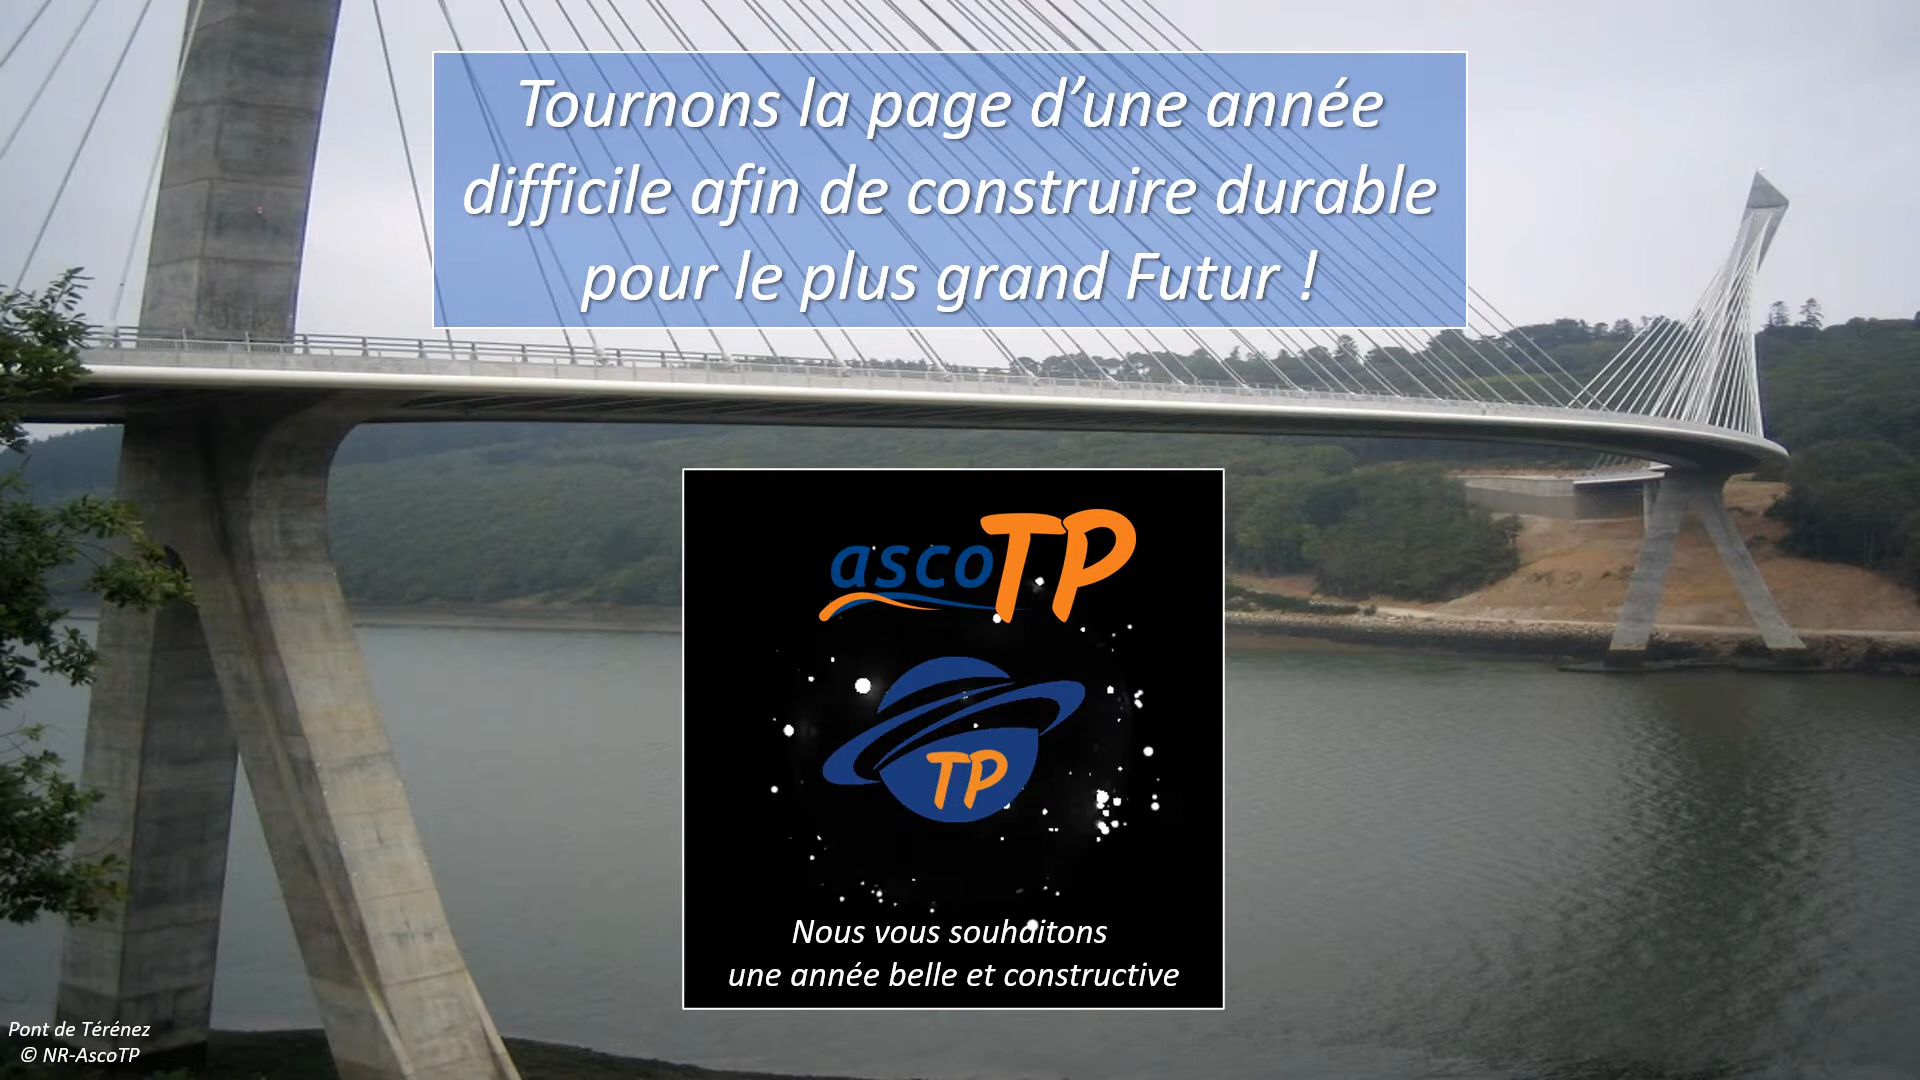 Tournons la page d’une année
difficile afin de construire durable
pour le plus grand Futur !
ascoTP
TP
Nous vous souhaitons
une année belle et constructive
Pont de Térénez
© NR-AscoTP